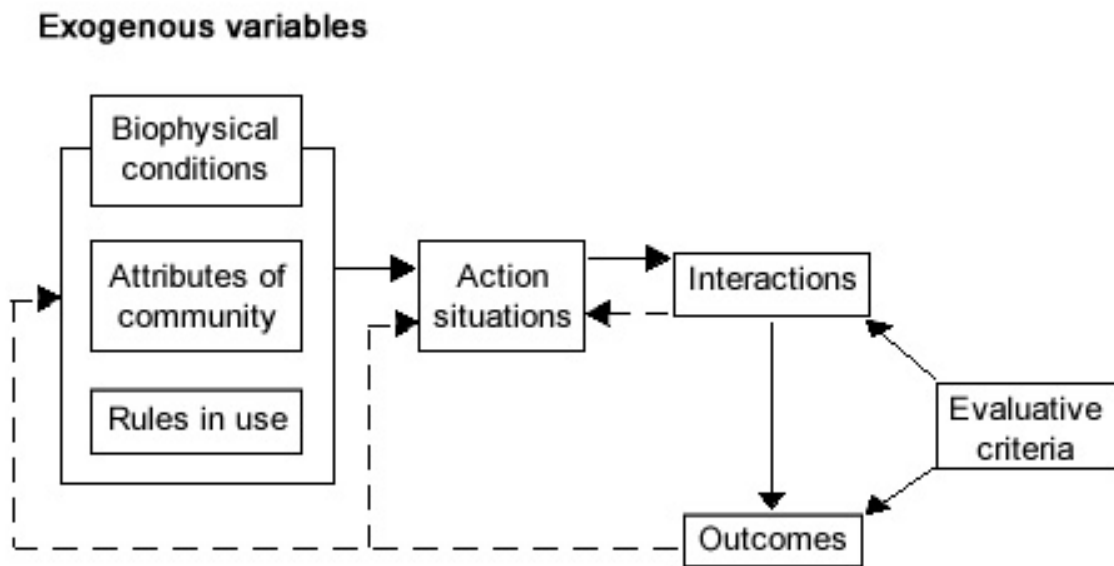 Exogenous variables
Biophysical
conditions
Attributes of
community
Rules in use
Action
situations
Interactions
Evaluative
criteria
Outcomes